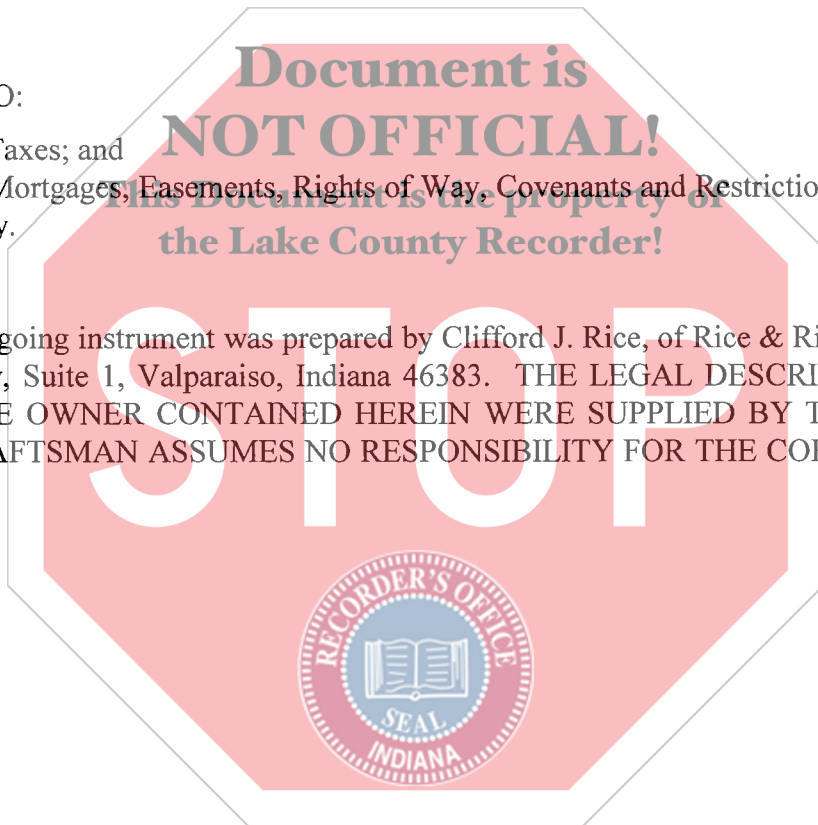 Document is
O:
NOT OFFICIAL!
Taxes; and
Mortgages, Easements, Rights of Way, Covenants and Restrictio
This Document is the property of
y.
the Lake County Recorder!
going instrument was prepared by Clifford J. Rice, of Rice & Ri
y, Suite 1, Valparaiso, Indiana 46383. THE LEGAL DESCRI
E OWNER CONTAINED HEREIN WERE SUPPLIED BY T
AFTSMAN ASSUMES NO RESPONSIBILITY FOR THE COR
STOP
RECORDER'S OFFICE
SEAL
INDIANA